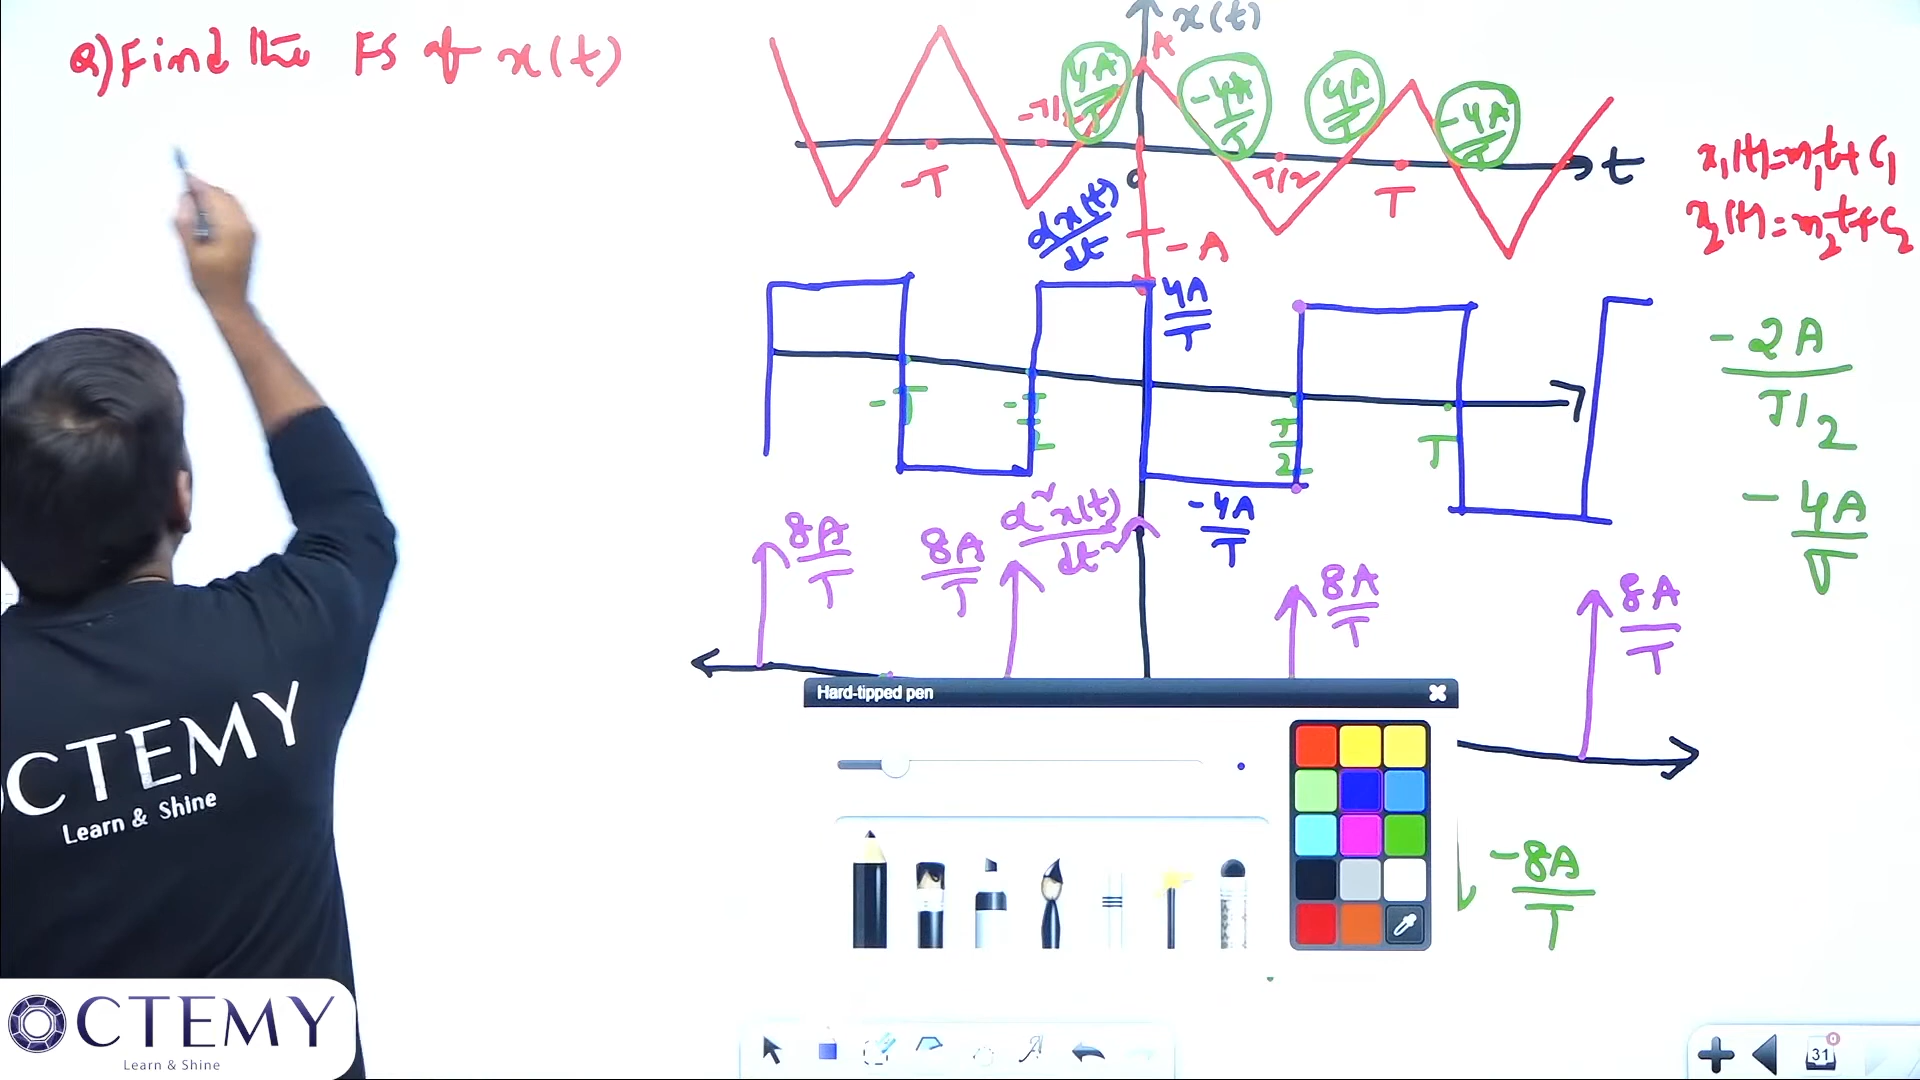 Q) Find the FS of x(t)
x(t)
A
4A/T
-4A/T
4A/T
-4A/T
-T
-T/2
0
T/2
T
t
-A
x₁(t)=m₁t+C₁
x₂(t)=m₂t+C₂
dx(t)/dt
4A/T
-T
-T/2
T/2
T
-4A/T
-2A
T/2
-4A
T
8A/T
8A/T
d²x(t)/dt²
8A/T
8A/T
-8A/T
Hard-tipped pen
CTEMY
Learn & Shine
OCTEMY
Learn & Shine
31
0